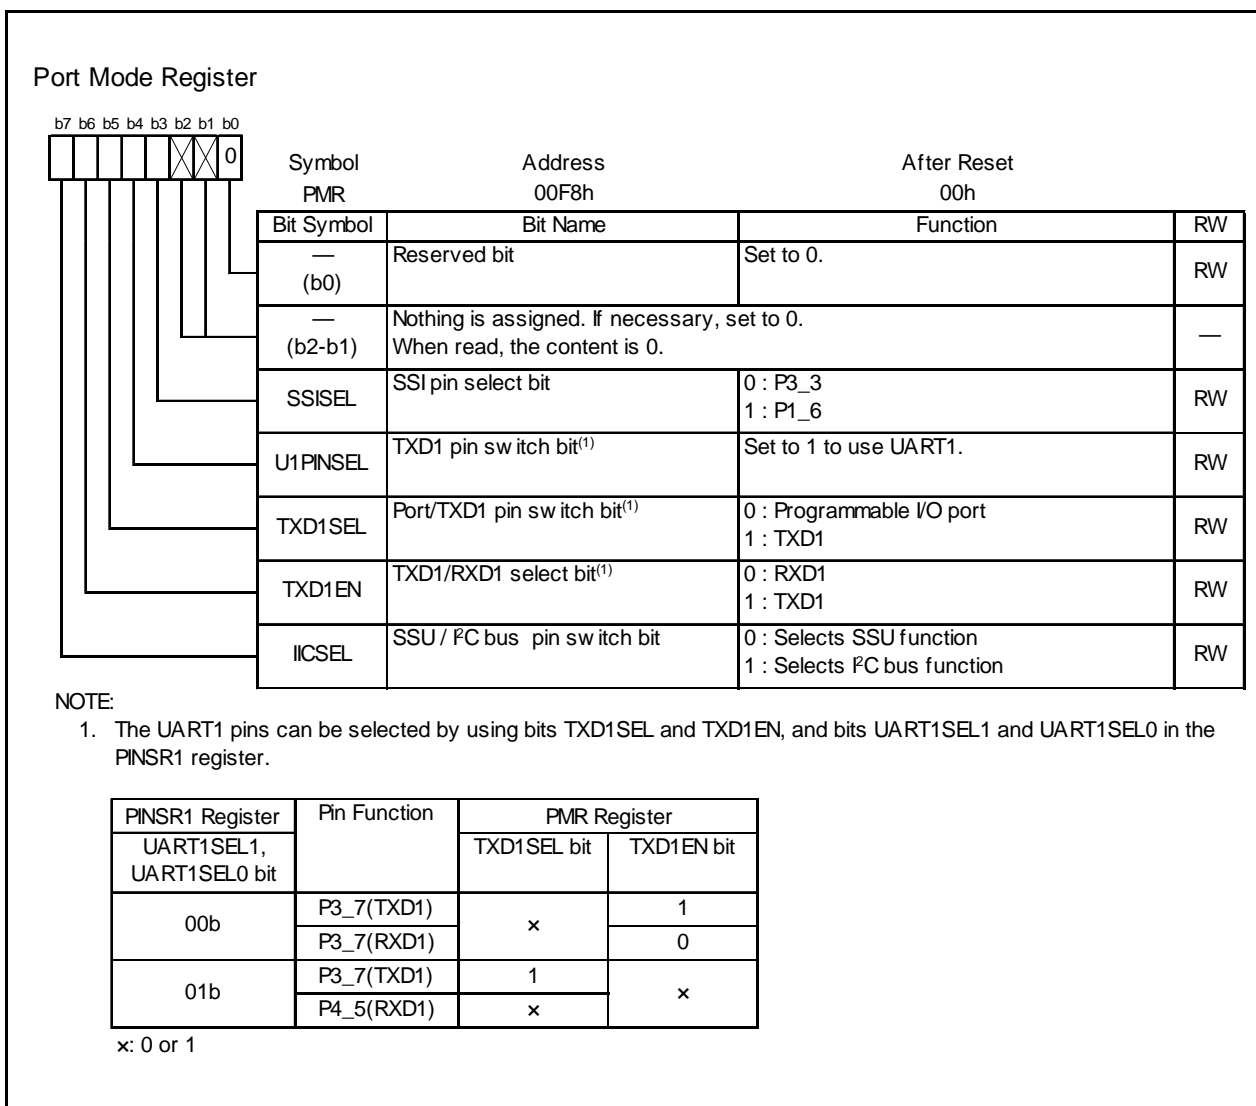 Port Mode Register
b7 b6 b5 b4 b3 b2 b1 b0
0
Symbol Address After Reset
PMR 00F8h 00h
Bit Symbol Bit Name Function RW
— Reserved bit Set to 0.
(b0) RW
— Nothing is assigned. If necessary, set to 0.
(b2-b1) When read, the content is 0. —
SSISEL SSI pin select bit 0 : P3_3
1 : P1_6 RW
U1PINSEL TXD1 pin switch bit(1) Set to 1 to use UART1. RW
TXD1SEL Port/TXD1 pin switch bit(1) 0 : Programmable I/O port
1 : TXD1 RW
TXD1EN TXD1/RXD1 select bit(1) 0 : RXD1
1 : TXD1 RW
IICSEL SSU / I²C bus pin switch bit 0 : Selects SSU function
1 : Selects I²C bus function RW
NOTE:
1. The UART1 pins can be selected by using bits TXD1SEL and TXD1EN, and bits UART1SEL1 and UART1SEL0 in the
PINSR1 register.
PINSR1 Register Pin Function PMR Register
UART1SEL1, TXD1SEL bit TXD1EN bit
UART1SEL0 bit
00b P3_7(TXD1) × 1
P3_7(RXD1) 0
01b P3_7(TXD1) 1 ×
P4_5(RXD1) ×
×: 0 or 1